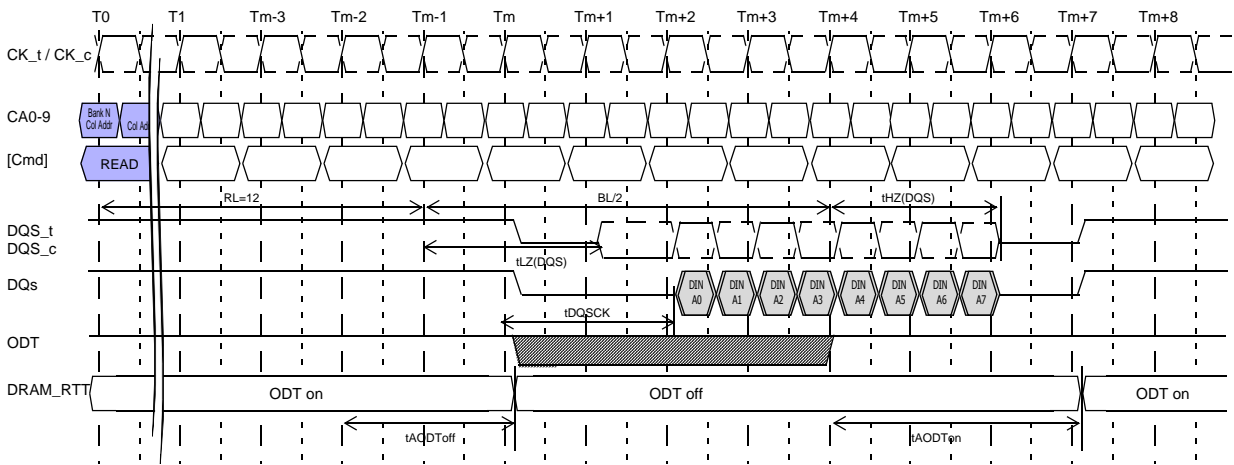 T0 T1 Tm-3 Tm-2 Tm-1 Tm Tm+1 Tm+2 Tm+3 Tm+4 Tm+5 Tm+6 Tm+7 Tm+8
CK_t / CK_c
CA0-9
Bank N
Col Addr
Col Ad
[Cmd]
READ
RL=12 BL/2 tHZ(DQS)
DQS_t
DQS_c
tLZ(DQS)
DQs
DIN A0
DIN A1
DIN A2
DIN A3
DIN A4
DIN A5
DIN A6
DIN A7
tDQSCK
ODT
DRAM_RTT
ODT on ODT off ODT on
tAODToff tAODTon